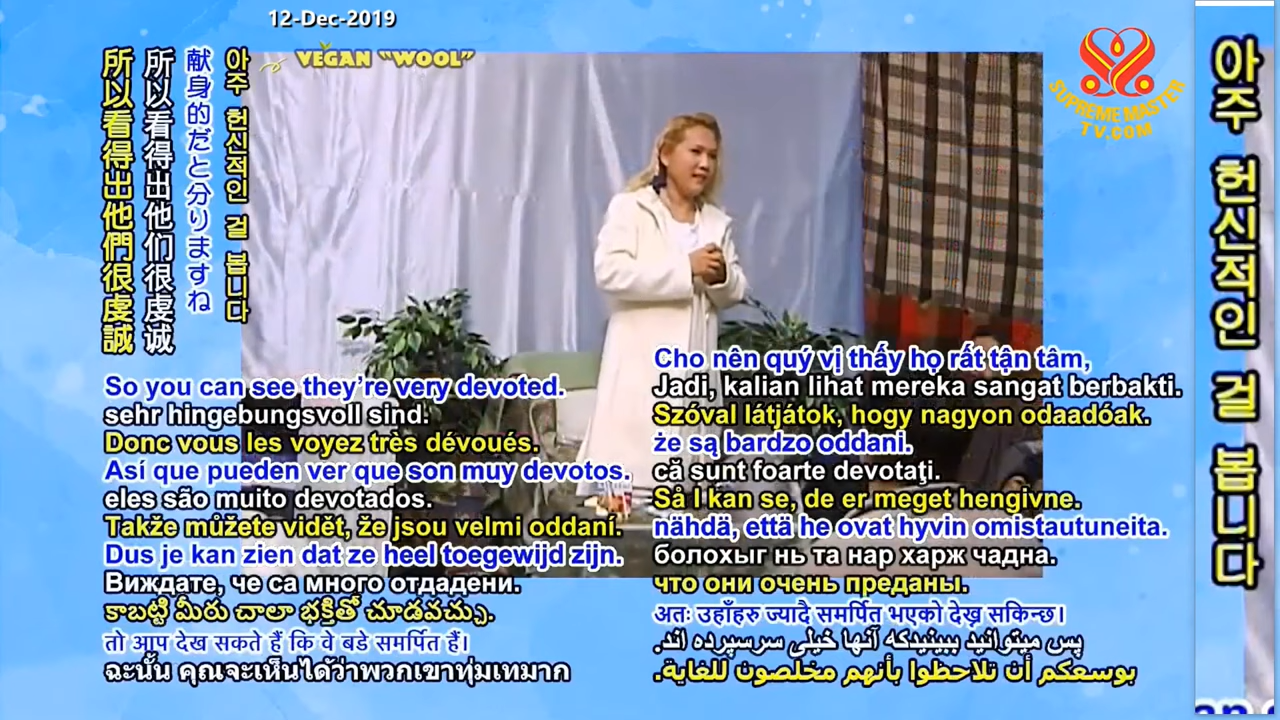 12-Dec-2019
VEGAN "WOOL"
SUPREME MASTER
TV.COM
아주 헌신적인 걸 봅니다
献身的だと分りますね
所以看得出他们很虔诚
所以看得出他們很虔誠
So you can see they're very devoted.
sehr hingebungsvoll sind.
Donc vous les voyez très dévoués.
Así que pueden ver que son muy devotos.
eles são muito devotados.
Takže můžete vidět, že jsou velmi oddaní.
Dus je kan zien dat ze heel toegewijd zijn.
Виждате, че са много отдадени.
కాబట్టి మీరు చాలా భక్తితో చూడవచ్చు.
तो आप देख सकते हैं कि वे बडे समर्पित हैं।
ฉะนั้น คุณจะเห็นได้ว่าพวกเขาทุ่มเทมาก
Cho nên quý vị thấy họ rất tận tâm,
Jadi, kalian lihat mereka sangat berbakti.
Szóval látjátok, hogy nagyon odaadóak.
że są bardzo oddani.
că sunt foarte devotaţi.
Så I kan se, de er meget hengivne.
nähdä, että he ovat hyvin omistautuneita.
болохыг нь та нар харж чадна.
что они очень преданы.
अतः उहाँहरु ज्यादै समर्पित भएको देख्न सकिन्छ।
پس میتوانید ببینیدکه آنها خیلی سرسپرده اند.
بوسعكم أن تلاحظوا بأنهم مخلصون للغاية.
아주 헌신적인 걸 봅니다